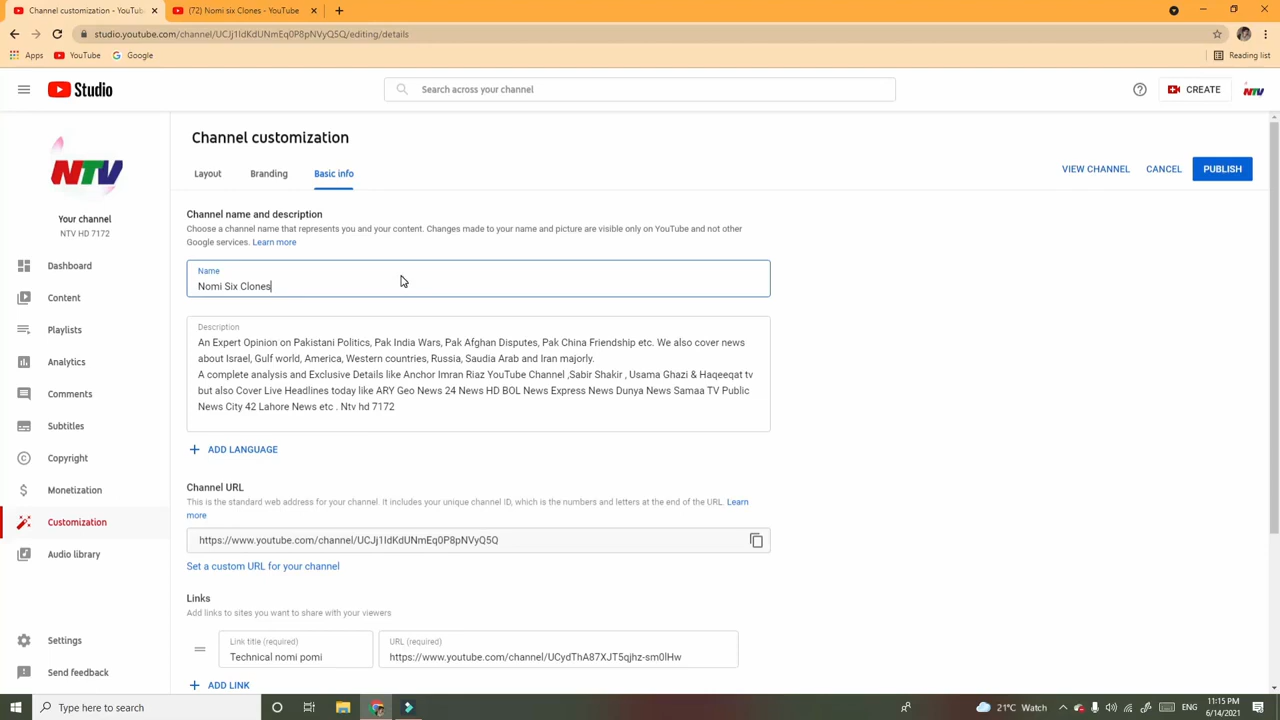 Channel customization - YouTube
(72) Nomi six Clones - YouTube
studio.youtube.com/channel/UCJj1IdKdUNmEq0P8pNVyQ5Q/editing/details
Apps
YouTube
Google
Reading list
Studio
Search across your channel
CREATE
NTV
NTV
Your channel
NTV HD 7172
Dashboard
Content
Playlists
Analytics
Comments
Subtitles
Copyright
Monetization
Customization
Audio library
Settings
Send feedback
Channel customization
Layout
Branding
Basic info
VIEW CHANNEL
CANCEL
PUBLISH
Channel name and description
Choose a channel name that represents you and your content. Changes made to your name and picture are visible only on YouTube and not other
Google services. Learn more
Name
Nomi Six Clones
Description
An Expert Opinion on Pakistani Politics, Pak India Wars, Pak Afghan Disputes, Pak China Friendship etc. We also cover news
about Israel, Gulf world, America, Western countries, Russia, Saudia Arab and Iran majorly.
A complete analysis and Exclusive Details like Anchor Imran Riaz YouTube Channel ,Sabir Shakir , Usama Ghazi & Haqeeqat tv
but also Cover Live Headlines today like ARY Geo News 24 News HD BOL News Express News Dunya News Samaa TV Public
News City 42 Lahore News etc . Ntv hd 7172
ADD LANGUAGE
Channel URL
This is the standard web address for your channel. It includes your unique channel ID, which is the numbers and letters at the end of the URL. Learn
more
https://www.youtube.com/channel/UCJj1IdKdUNmEq0P8pNVyQ5Q
Set a custom URL for your channel
Links
Add links to sites you want to share with your viewers
Link title (required)
Technical nomi pomi
URL (required)
https://www.youtube.com/channel/UCydThA87XJT5qjhz-sm0lHw
ADD LINK
Type here to search
21°C Watch
ENG
11:15 PM
6/14/2021